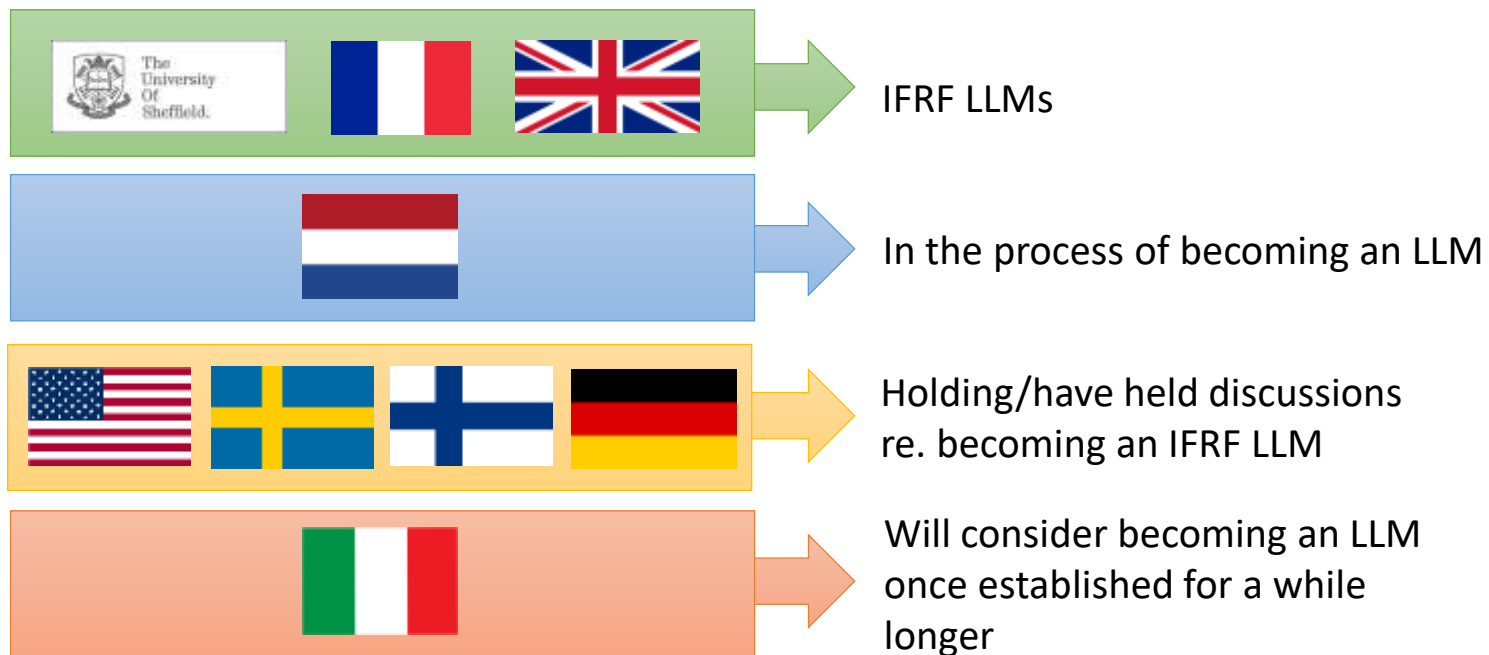 The
University
Of
Sheffield.
IFRF LLMs
In the process of becoming an LLM
Holding/have held discussions
re. becoming an IFRF LLM
Will consider becoming an LLM
once established for a while
longer